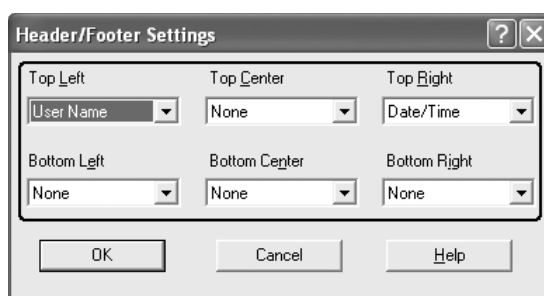 Header/Footer Settings
Top Left Top Center Top Right
User Name None Date/Time
Bottom Left Bottom Center Bottom Right
None None None
OK Cancel Help